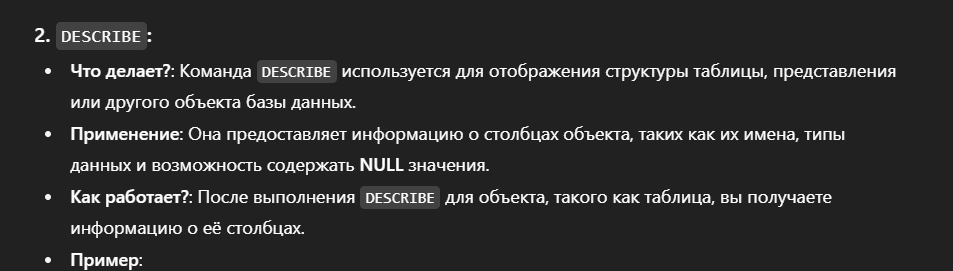 2. DESCRIBE:
• Что делает?: Команда DESCRIBE используется для отображения структуры таблицы, представления
или другого объекта базы данных.
• Применение: Она предоставляет информацию о столбцах объекта, таких как их имена, типы
данных и возможность содержать NULL значения.
• Как работает?: После выполнения DESCRIBE для объекта, такого как таблица, вы получаете
информацию о её столбцах.
• Пример: